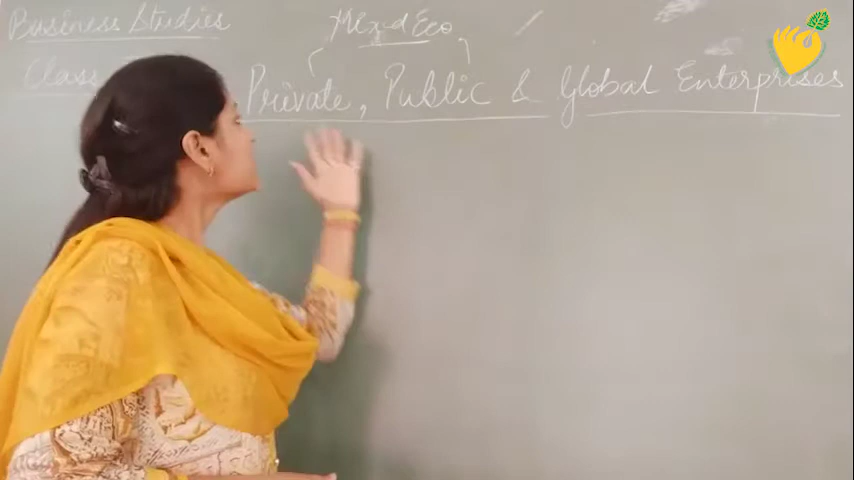 Business Studies
Mixed Eco.
Class
Private, Public & Global Enterprises